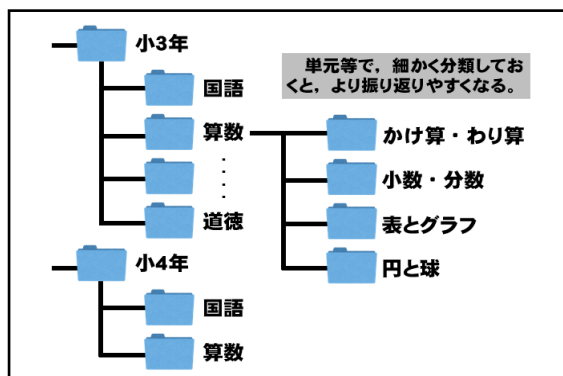 小3年
単元等で，細かく分類してお
くと，より振り返りやすくなる。
国語
算数
かけ算・わり算
・・・・・
小数・分数
道徳
表とグラフ
小4年
円と球
国語
算数